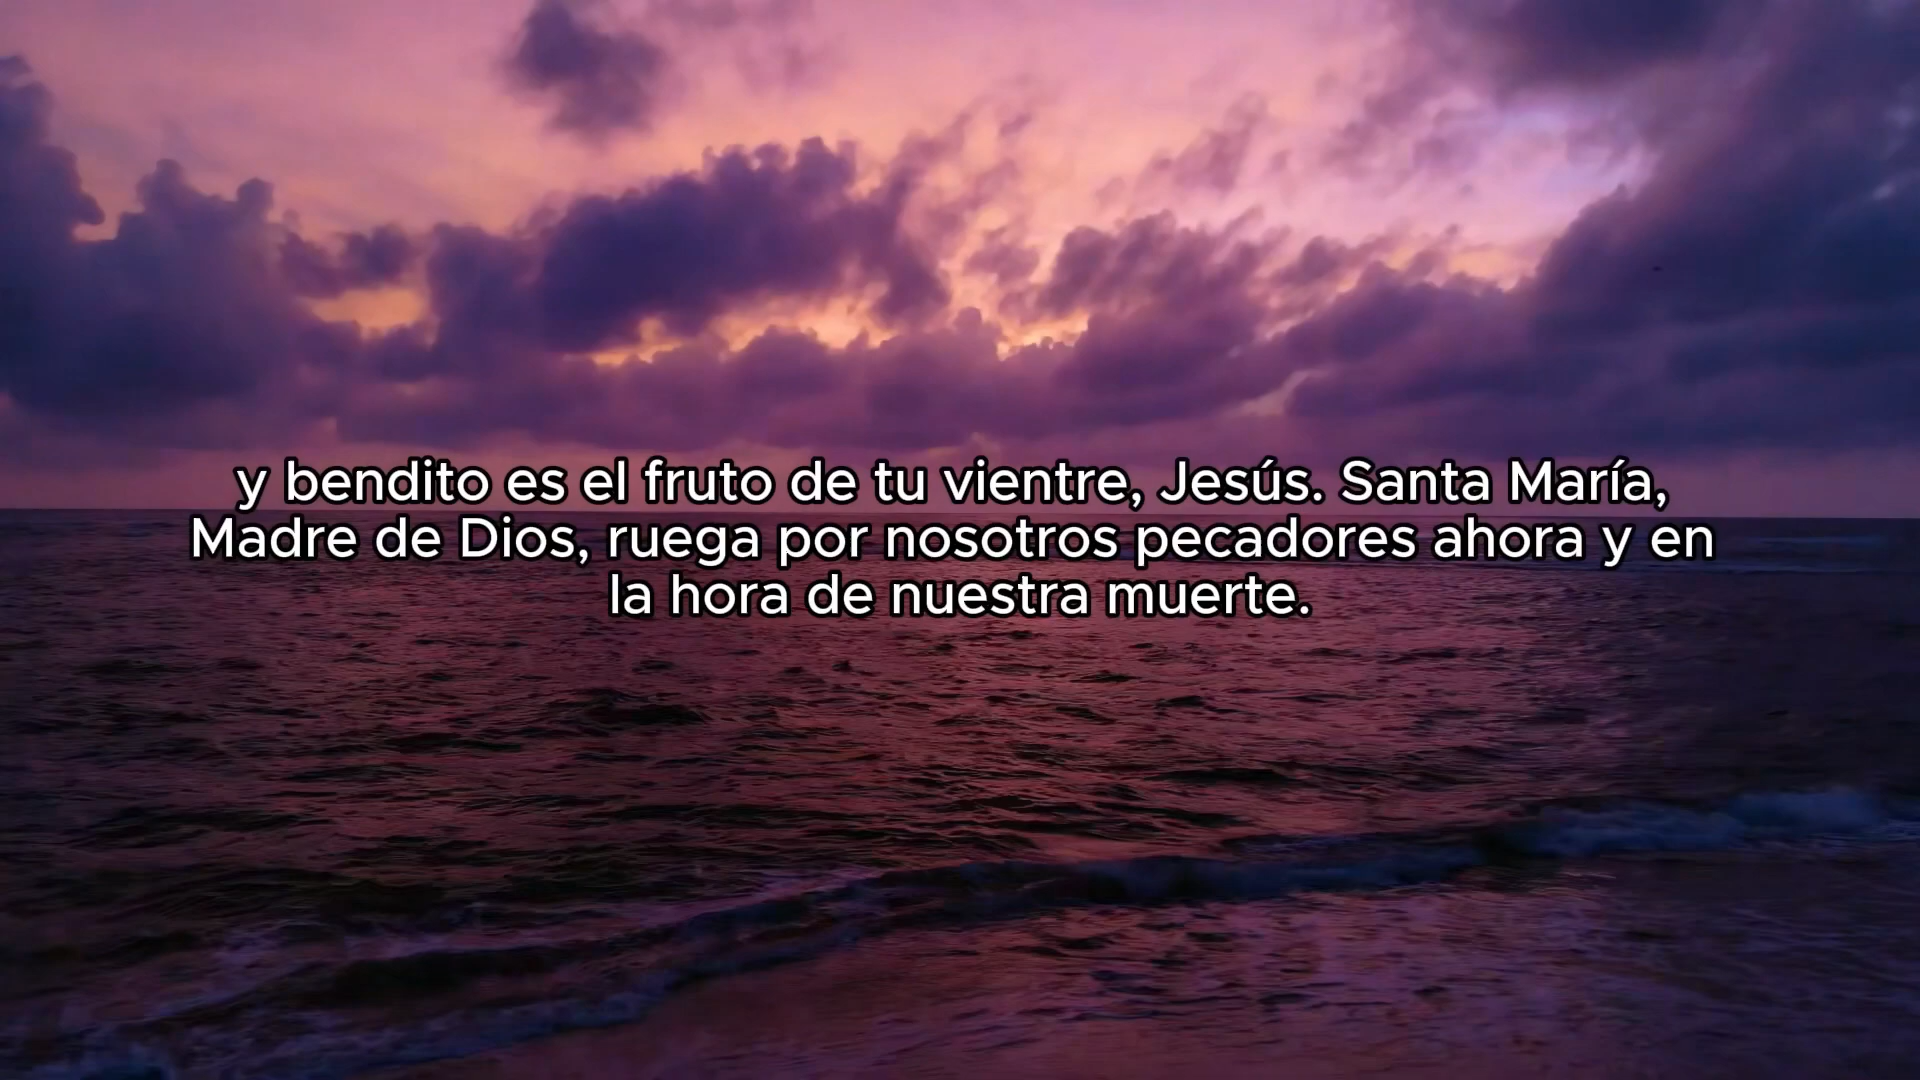 y bendito es el fruto de tu vientre, Jesús. Santa María,
Madre de Dios, ruega por nosotros pecadores ahora y en
la hora de nuestra muerte.